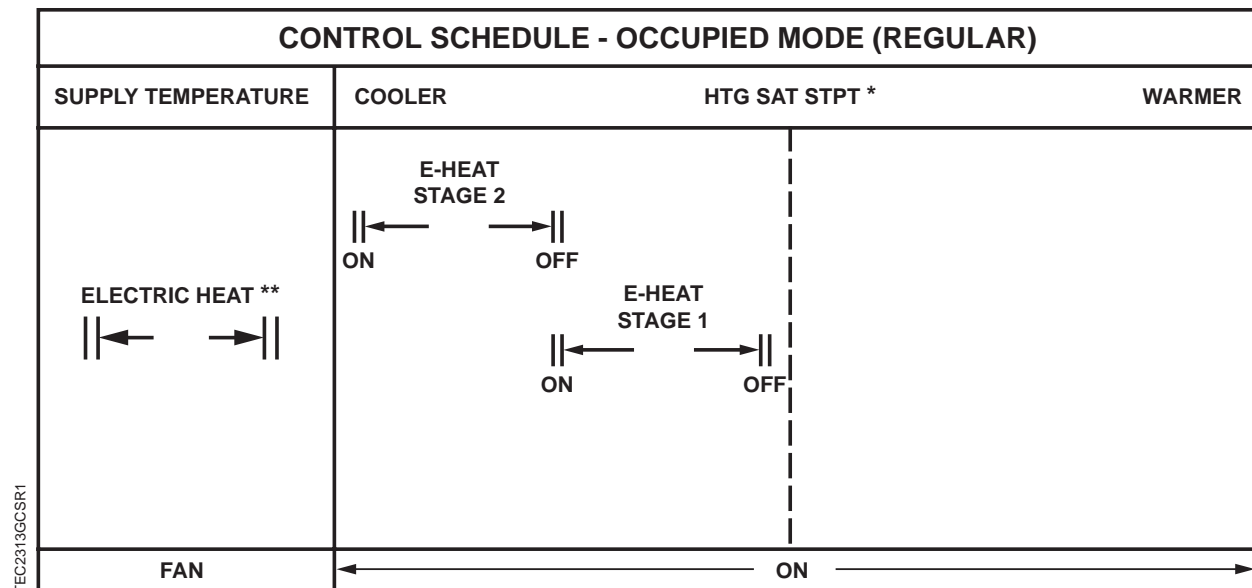 CONTROL SCHEDULE - OCCUPIED MODE (REGULAR)
SUPPLY TEMPERATURE
COOLER
HTG SAT STPT *
WARMER
E-HEAT
STAGE 2
ON
OFF
ELECTRIC HEAT **
E-HEAT
STAGE 1
ON
OFF
TEC2313GCSR1
FAN
ON